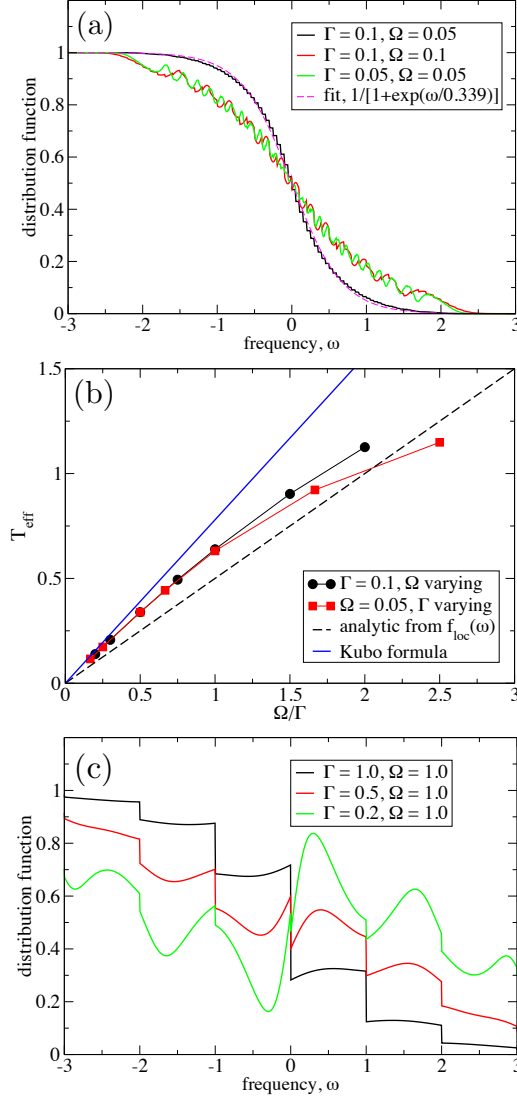 (a)
Γ = 0.1, Ω = 0.05
Γ = 0.1, Ω = 0.1
Γ = 0.05, Ω = 0.05
fit, 1/[1+exp(ω/0.339)]
distribution function
1
0.8
0.6
0.4
0.2
0
-3 -2 -1 0 1 2 3
frequency, ω
(b)
T_eff
1.5
1
0.5
0
Γ = 0.1, Ω varying
Ω = 0.05, Γ varying
analytic from f_loc(ω)
Kubo formula
0 0.5 1 1.5 2 2.5 3
Ω/Γ
(c)
Γ = 1.0, Ω = 1.0
Γ = 0.5, Ω = 1.0
Γ = 0.2, Ω = 1.0
distribution function
1
0.8
0.6
0.4
0.2
0
-3 -2 -1 0 1 2 3
frequency, ω